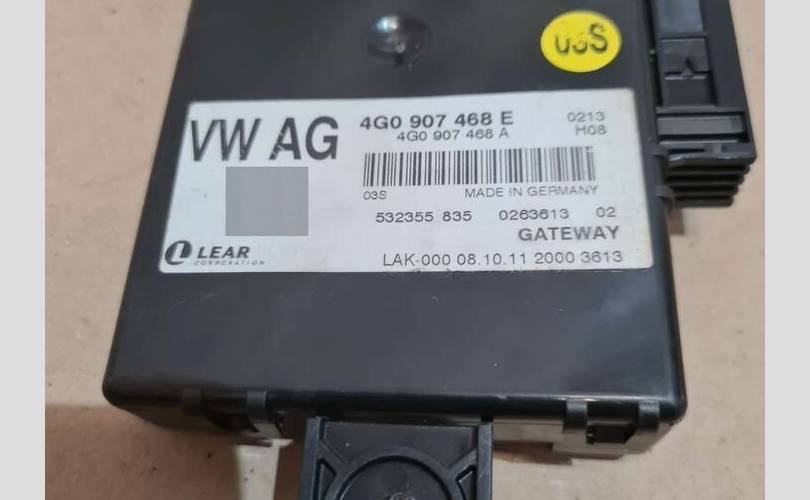 03S
VW AG
4G0 907 468 E 0213
4G0 907 468 A H08
03S MADE IN GERMANY
532355 835 0263613 02
GATEWAY
LEAR
CORPORATION
LAK-000 08.10.11 2000 3613